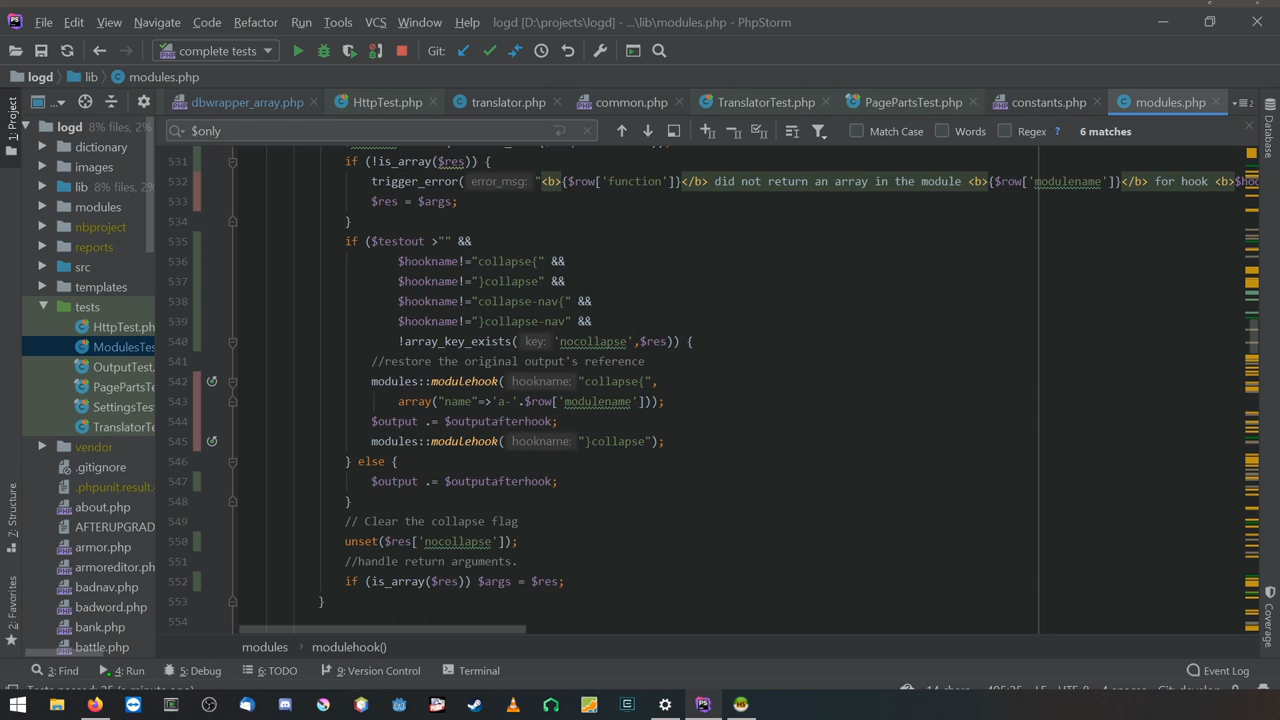 File Edit View Navigate Code Refactor Run Tools VCS Window Help logd [D:\projects\logd] - ...\lib\modules.php - PhpStorm
complete tests Git:
logd lib modules.php
... dbwrapper_array.php HttpTest.php translator.php common.php TranslatorTest.php PagePartsTest.php constants.php modules.php
1: Project
logd 8% files, 2%
dictionary
images
lib
modules
nbproject
reports
src
templates
tests
HttpTest.ph
ModulesTes
OutputTest.
PagePartsT
SettingsTes
TranslatorTe
vendor
.gitignore
.phpunit.result.
about.php
AFTERUPGRAD
armor.php
armoreditor.php
badnav.php
badword.php
bank.php
battle.php
7: Structure
2: Favorites
$only Match Case Words Regex ? 6 matches
531 if (!is_array($res)) {
532 trigger_error( error_msg: "<b>{$row['function']}</b> did not return an array in the module <b>{$row['modulename']}</b> for hook <b>$hoo
533 $res = $args;
534 }
535 if ($testout >"" &&
536 $hookname!="collapse{" &&
537 $hookname!="}collapse" &&
538 $hookname!="collapse-nav{" &&
539 $hookname!="}collapse-nav" &&
540 !array_key_exists( key: 'nocollapse',$res)) {
541 //restore the original output's reference
542 modules::modulehook( hookname: "collapse{",
543 array("name"=>'a-'.$row['modulename']));
544 $output .= $outputafterhook;
545 modules::modulehook( hookname: "}collapse");
546 } else {
547 $output .= $outputafterhook;
548 }
549 // Clear the collapse flag
550 unset($res['nocollapse']);
551 //handle return arguments.
552 if (is_array($res)) $args = $res;
553 }
554
Database
Coverage
modules modulehook()
3: Find 4: Run 5: Debug 6: TODO 9: Version Control Terminal Event Log